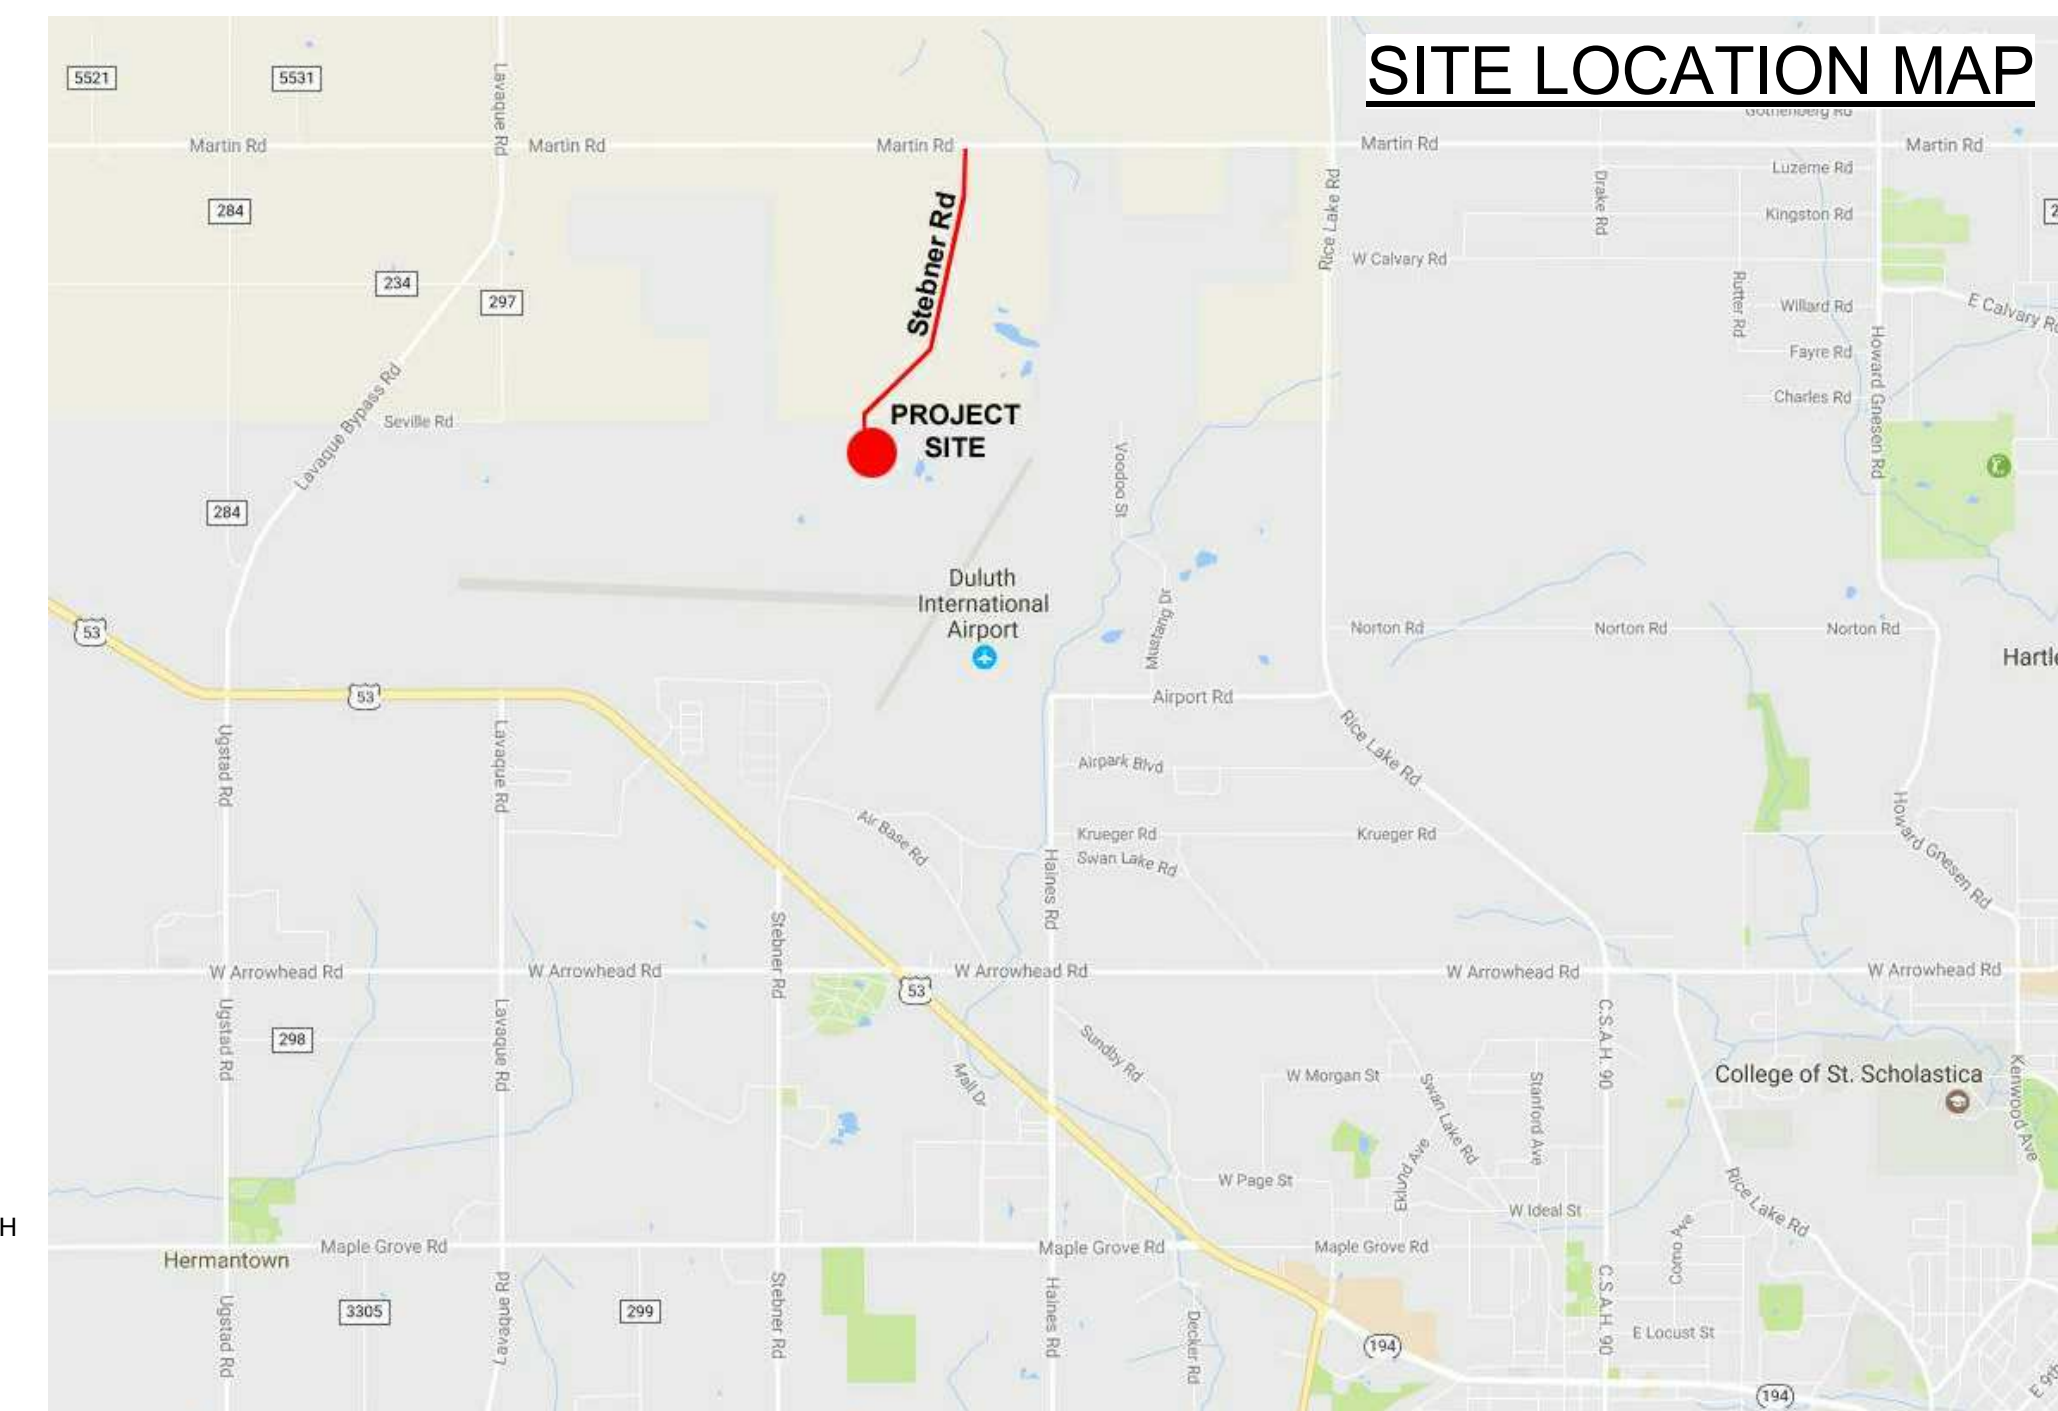 SITE LOCATION MAP
5521
5531
Lavaque Rd
Gothenberg Rd
Martin Rd
Martin Rd
Martin Rd
Martin Rd
Martin Rd
Luzerne Rd
284
Stebner Rd
Rice Lake Rd
Drake Rd
Kingston Rd
W Calvary Rd
234
297
Rutter Rd
Willard Rd
E Calvary Rd
Fayre Rd
Howard Gnesen Rd
Charles Rd
Lavaque Bypass Rd
Seville Rd
PROJECT
SITE
Voodoo St
284
Duluth
International
Airport
Mustang Dr
53
Norton Rd
Norton Rd
Norton Rd
53
Airport Rd
Ugstad Rd
Lavaque Rd
Rice Lake Rd
Airpark Blvd
Air Base Rd
Krueger Rd
Krueger Rd
Swan Lake Rd
Howard Gnesen Rd
Haines Rd
Stebner Rd
W Arrowhead Rd
W Arrowhead Rd
W Arrowhead Rd
W Arrowhead Rd
W Arrowhead Rd
53
Ugstad Rd
298
Lavaque Rd
Sundby Rd
C.S.A.H. 90
Mall Dr
W Morgan St
Swan Lake Rd
Stanford Ave
College of St. Scholastica
Kenwood Ave
Eklund Ave
W Page St
Rice Lake Rd
W Ideal St
H
Como Ave
Hermantown
Maple Grove Rd
Maple Grove Rd
Maple Grove Rd
Ugstad Rd
3305
Lavaque Rd
299
Stebner Rd
Haines Rd
Decker Rd
C.S.A.H. 90
E Locust St
194
194